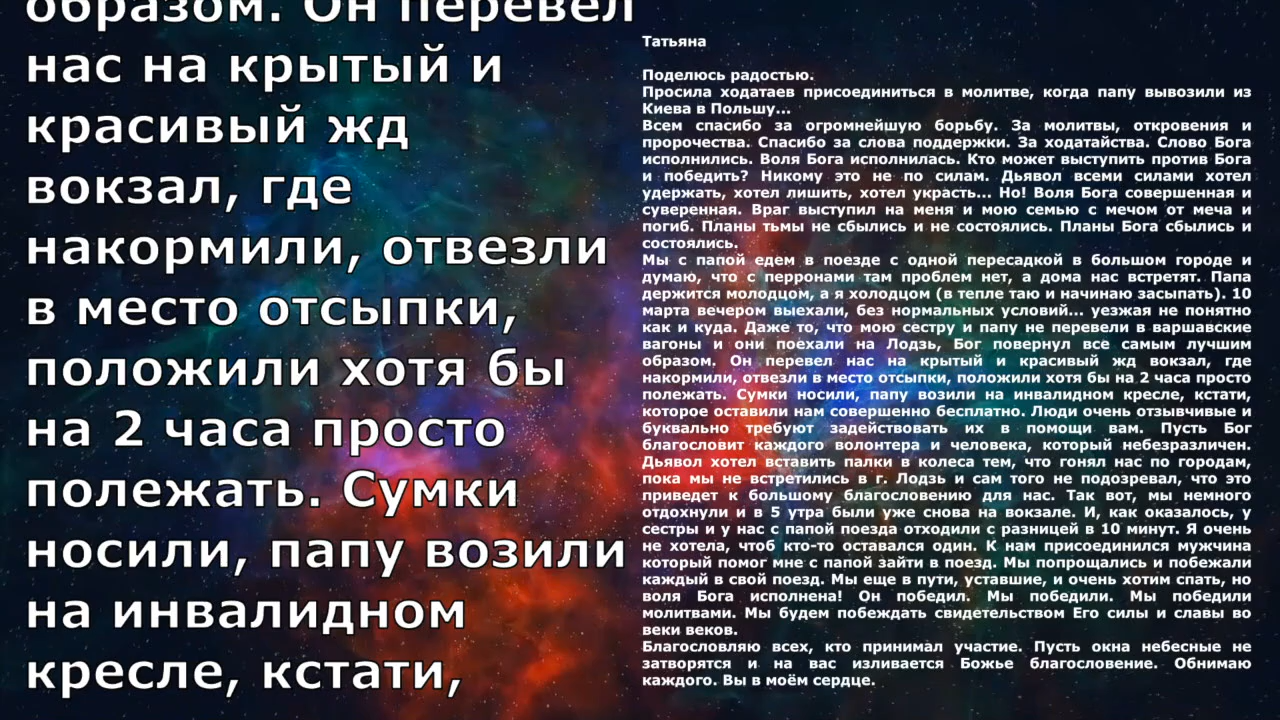 образом. Он перевел
нас на крытый и
красивый жд
вокзал, где
накормили, отвезли
в место отсыпки,
положили хотя бы
на 2 часа просто
полежать. Сумки
носили, папу возили
на инвалидном
кресле, кстати,
Татьяна
Поделюсь радостью.
Просила ходатаев присоединиться в молитве, когда папу вывозили из
Киева в Польшу...
Всем спасибо за огромнейшую борьбу. За молитвы, откровения и
пророчества. Спасибо за слова поддержки. За ходатайства. Слово Бога
исполнились. Воля Бога исполнилась. Кто может выступить против Бога
и победить? Никому это не по силам. Дьявол всеми силами хотел
удержать, хотел лишить, хотел украсть... Но! Воля Бога совершенная и
суверенная. Враг выступил на меня и мою семью с мечом от меча и
погиб. Планы тьмы не сбылись и не состоялись. Планы Бога сбылись и
состоялись.
Мы с папой едем в поезде с одной пересадкой в большом городе и
думаю, что с перронами там проблем нет, а дома нас встретят. Папа
держится молодцом, а я холодцом (в тепле таю и начинаю засыпать). 10
марта вечером выехали, без нормальных условий... уезжая не понятно
как и куда. Даже то, что мою сестру и папу не перевели в варшавские
вагоны и они поехали на Лодзь, Бог повернул все самым лучшим
образом. Он перевел нас на крытый и красивый жд вокзал, где
накормили, отвезли в место отсыпки, положили хотя бы на 2 часа просто
полежать. Сумки носили, папу возили на инвалидном кресле, кстати,
которое оставили нам совершенно бесплатно. Люди очень отзывчивые и
буквально требуют задействовать их в помощи вам. Пусть Бог
благословит каждого волонтера и человека, который небезразличен.
Дьявол хотел вставить палки в колеса тем, что гонял нас по городам,
пока мы не встретились в г. Лодзь и сам того не подозревал, что это
приведет к большому благословению для нас. Так вот, мы немного
отдохнули и в 5 утра были уже снова на вокзале. И, как оказалось, у
сестры и у нас с папой поезда отходили с разницей в 10 минут. Я очень
не хотела, чтоб кто-то оставался один. К нам присоединился мужчина
который помог мне с папой зайти в поезд. Мы попрощались и побежали
каждый в свой поезд. Мы еще в пути, уставшие, и очень хотим спать, но
воля Бога исполнена! Он победил. Мы победили. Мы победили
молитвами. Мы будем побеждать свидетельством Его силы и славы во
веки веков.
Благословляю всех, кто принимал участие. Пусть окна небесные не
затворятся и на вас изливается Божье благословение. Обнимаю
каждого. Вы в моём сердце.